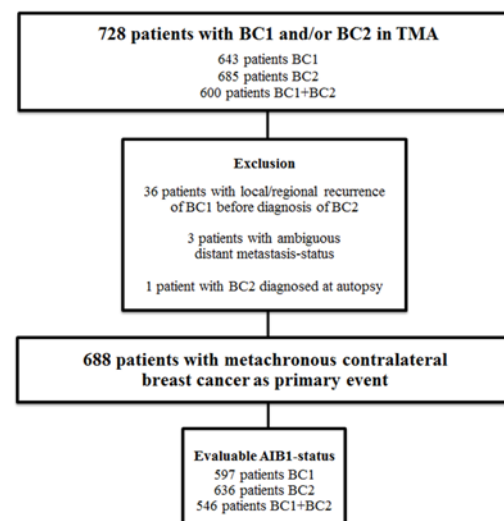 728 patients with BC1 and/or BC2 in TMA
643 patients BC1
685 patients BC2
600 patients BC1+BC2
Exclusion
36 patients with local/regional recurrence
of BC1 before diagnosis of BC2
3 patients with ambiguous
distant metastasis-status
1 patient with BC2 diagnosed at autopsy
688 patients with metachronous contralateral
breast cancer as primary event
Evaluable AIB1-status
597 patients BC1
636 patients BC2
546 patients BC1+BC2